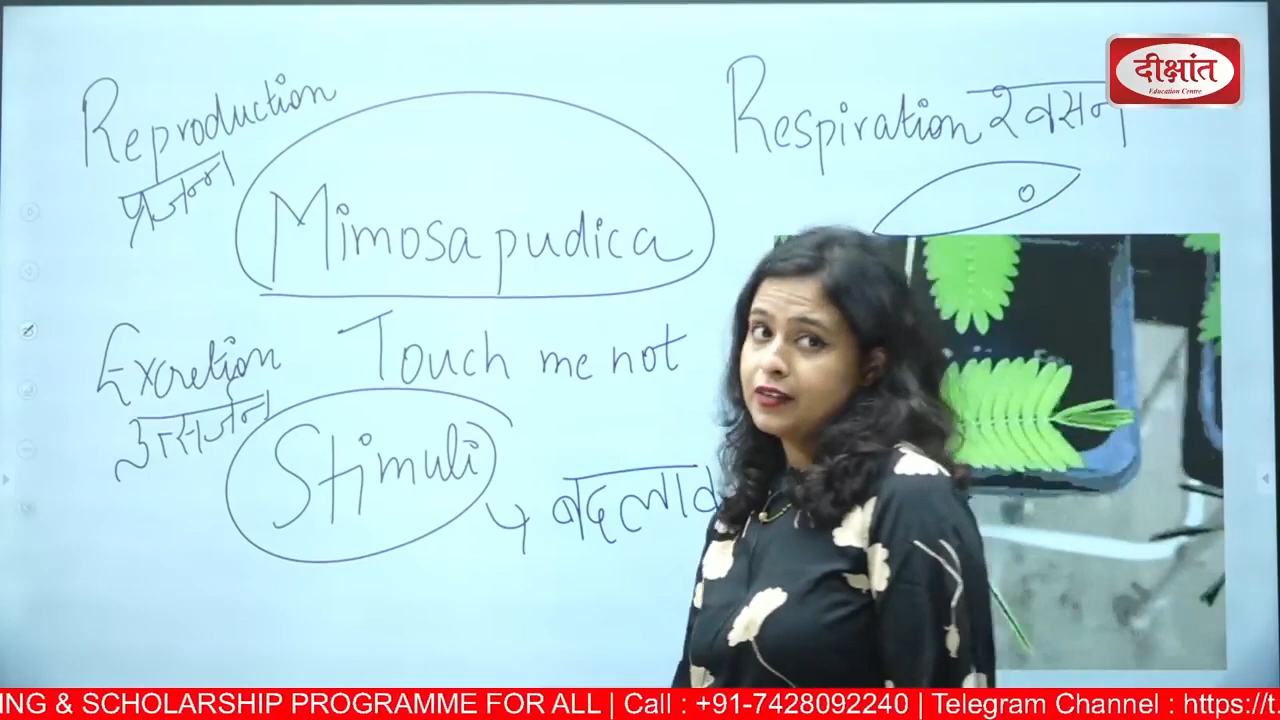 Reproduction
प्रजनन
Mimosa pudica
Excretion
उत्सर्जन
Touch me not
Stimuli
बदलाव
Respiration श्वसन
दीक्षांत
Education Centre
ING & SCHOLARSHIP PROGRAMME FOR ALL | Call : +91-7428092240 | Telegram Channel : https://t.